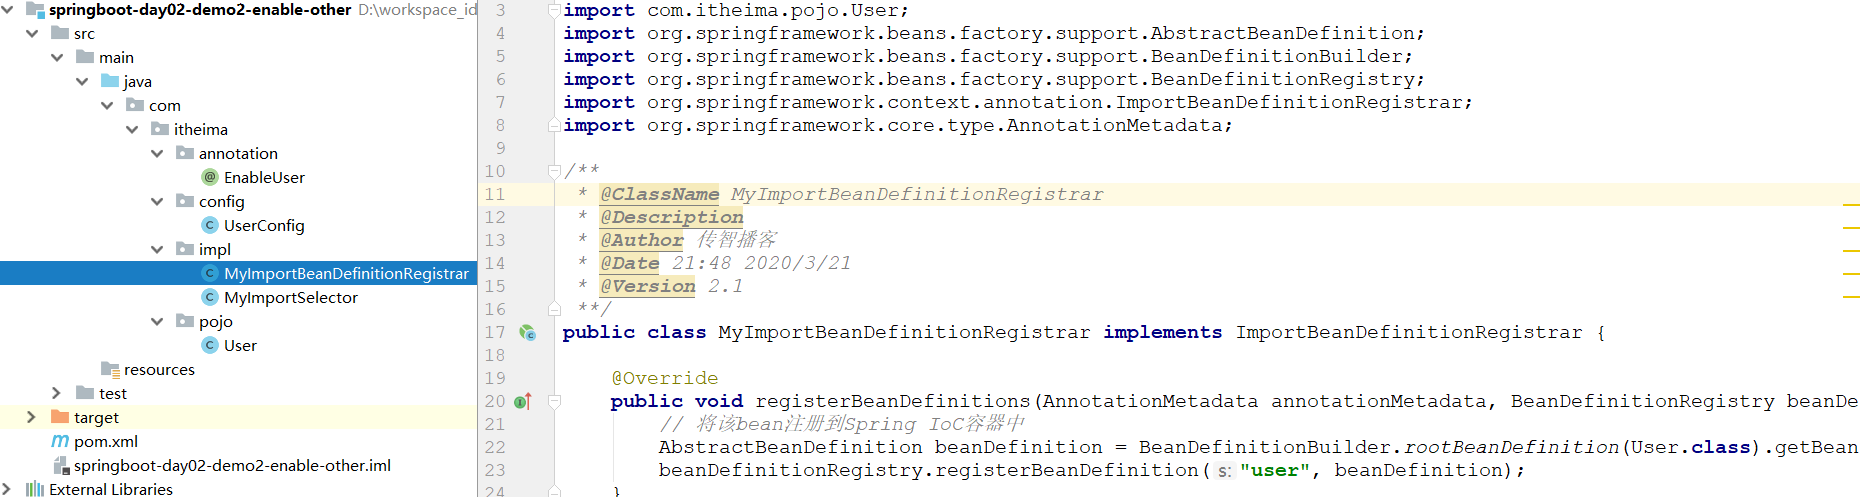 springboot-day02-demo2-enable-other D:\workspace_id
src
main
java
com
itheima
annotation
EnableUser
config
UserConfig
impl
MyImportBeanDefinitionRegistrar
MyImportSelector
pojo
User
resources
test
target
pom.xml
springboot-day02-demo2-enable-other.iml
External Libraries
3 import com.itheima.pojo.User;
4 import org.springframework.beans.factory.support.AbstractBeanDefinition;
5 import org.springframework.beans.factory.support.BeanDefinitionBuilder;
6 import org.springframework.beans.factory.support.BeanDefinitionRegistry;
7 import org.springframework.context.annotation.ImportBeanDefinitionRegistrar;
8 import org.springframework.core.type.AnnotationMetadata;
9
10 /**
11 * @ClassName MyImportBeanDefinitionRegistrar
12 * @Description
13 * @Author 传智播客
14 * @Date 21:48 2020/3/21
15 * @Version 2.1
16 **/
17 public class MyImportBeanDefinitionRegistrar implements ImportBeanDefinitionRegistrar {
18
19 @Override
20 public void registerBeanDefinitions(AnnotationMetadata annotationMetadata, BeanDefinitionRegistry beanDe
21 // 将该bean注册到Spring IoC容器中
22 AbstractBeanDefinition beanDefinition = BeanDefinitionBuilder.rootBeanDefinition(User.class).getBean
23 beanDefinitionRegistry.registerBeanDefinition( s: "user", beanDefinition);
24 }